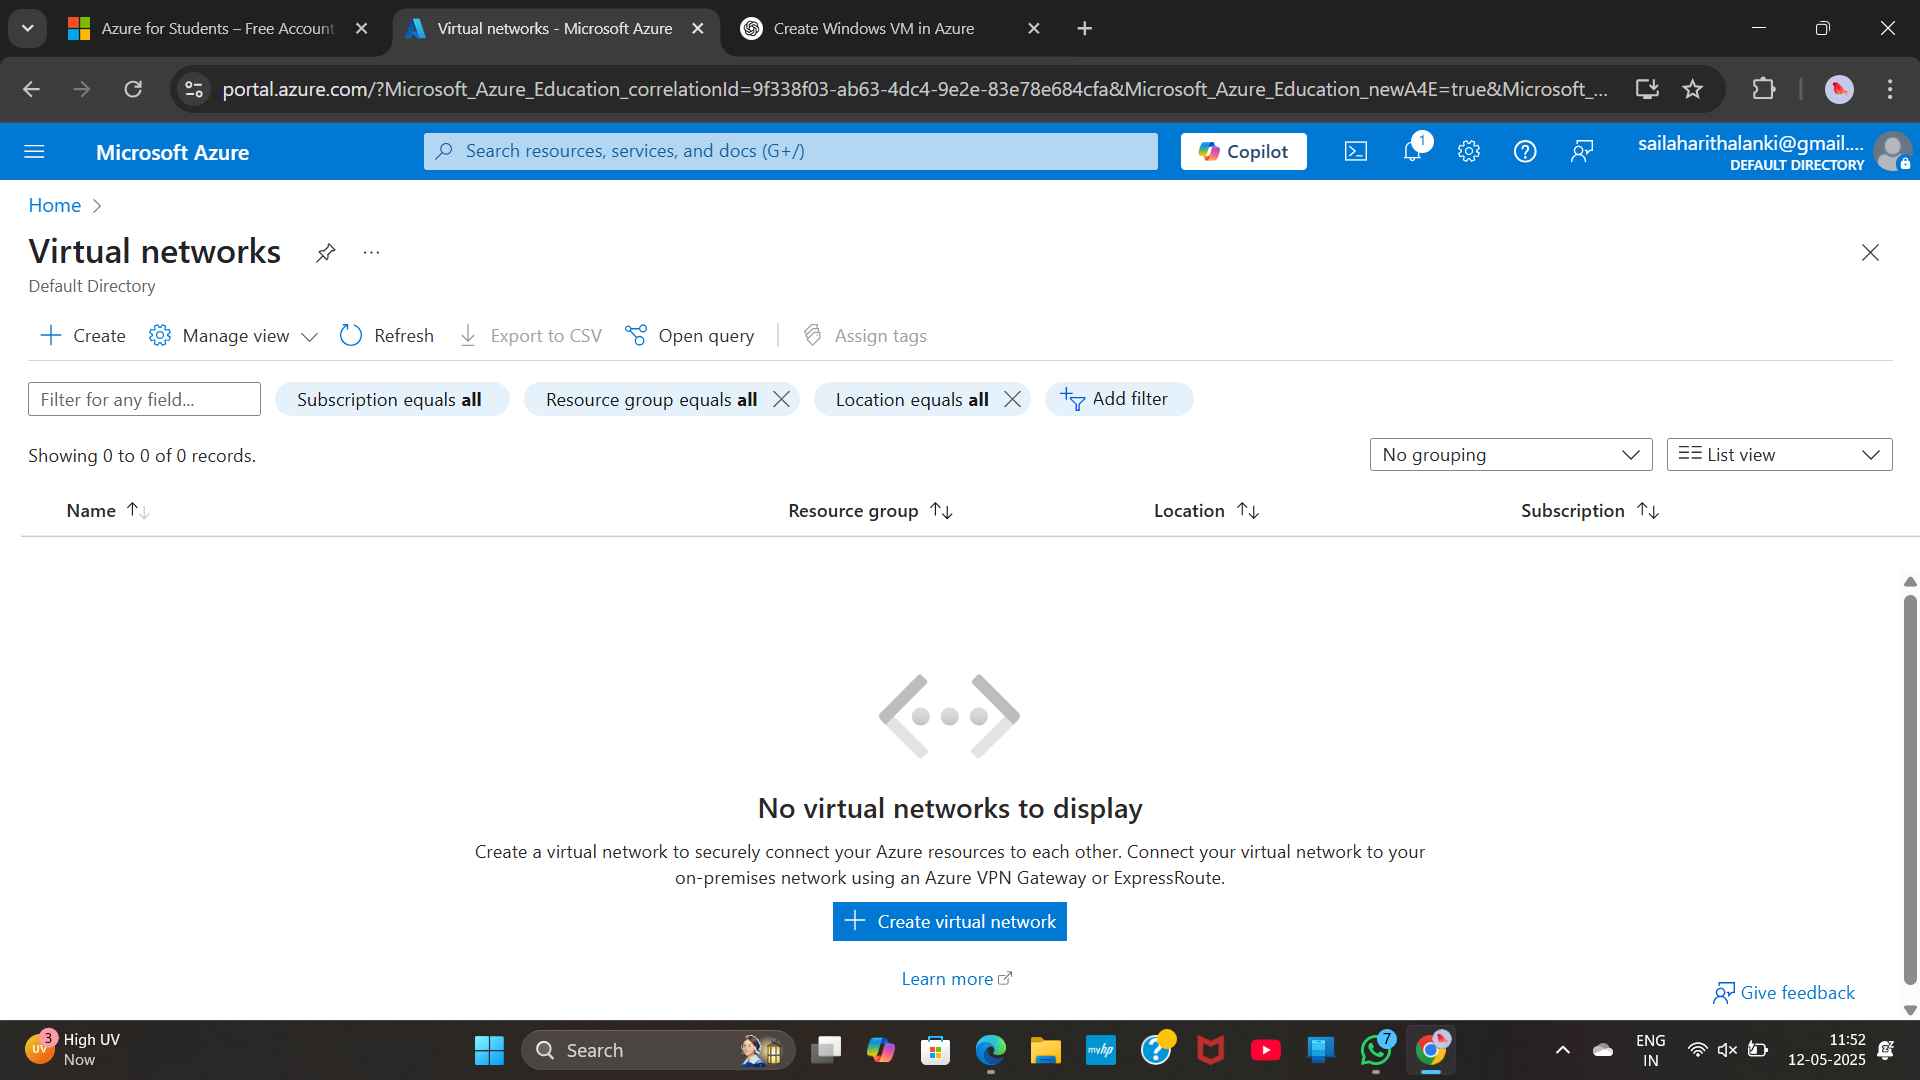 Azure for Students – Free Account
Virtual networks - Microsoft Azure
Create Windows VM in Azure
portal.azure.com/?Microsoft_Azure_Education_correlationId=9f338f03-ab63-4dc4-9e2e-83e78e684cfa&Microsoft_Azure_Education_newA4E=true&Microsoft_...
Microsoft Azure
Search resources, services, and docs (G+/)
Copilot
1
sailaharithalanki@gmail....
DEFAULT DIRECTORY
Home
Virtual networks
...
Default Directory
Create
Manage view
Refresh
Export to CSV
Open query
Assign tags
Filter for any field...
Subscription equals all
Resource group equals all
Location equals all
Add filter
Showing 0 to 0 of 0 records.
No grouping
List view
Name
Resource group
Location
Subscription
No virtual networks to display
Create a virtual network to securely connect your Azure resources to each other. Connect your virtual network to your
on-premises network using an Azure VPN Gateway or ExpressRoute.
Create virtual network
Learn more
Give feedback
3
UV
High UV
Now
Search
myhp
7
ENG
IN
11:52
12-05-2025